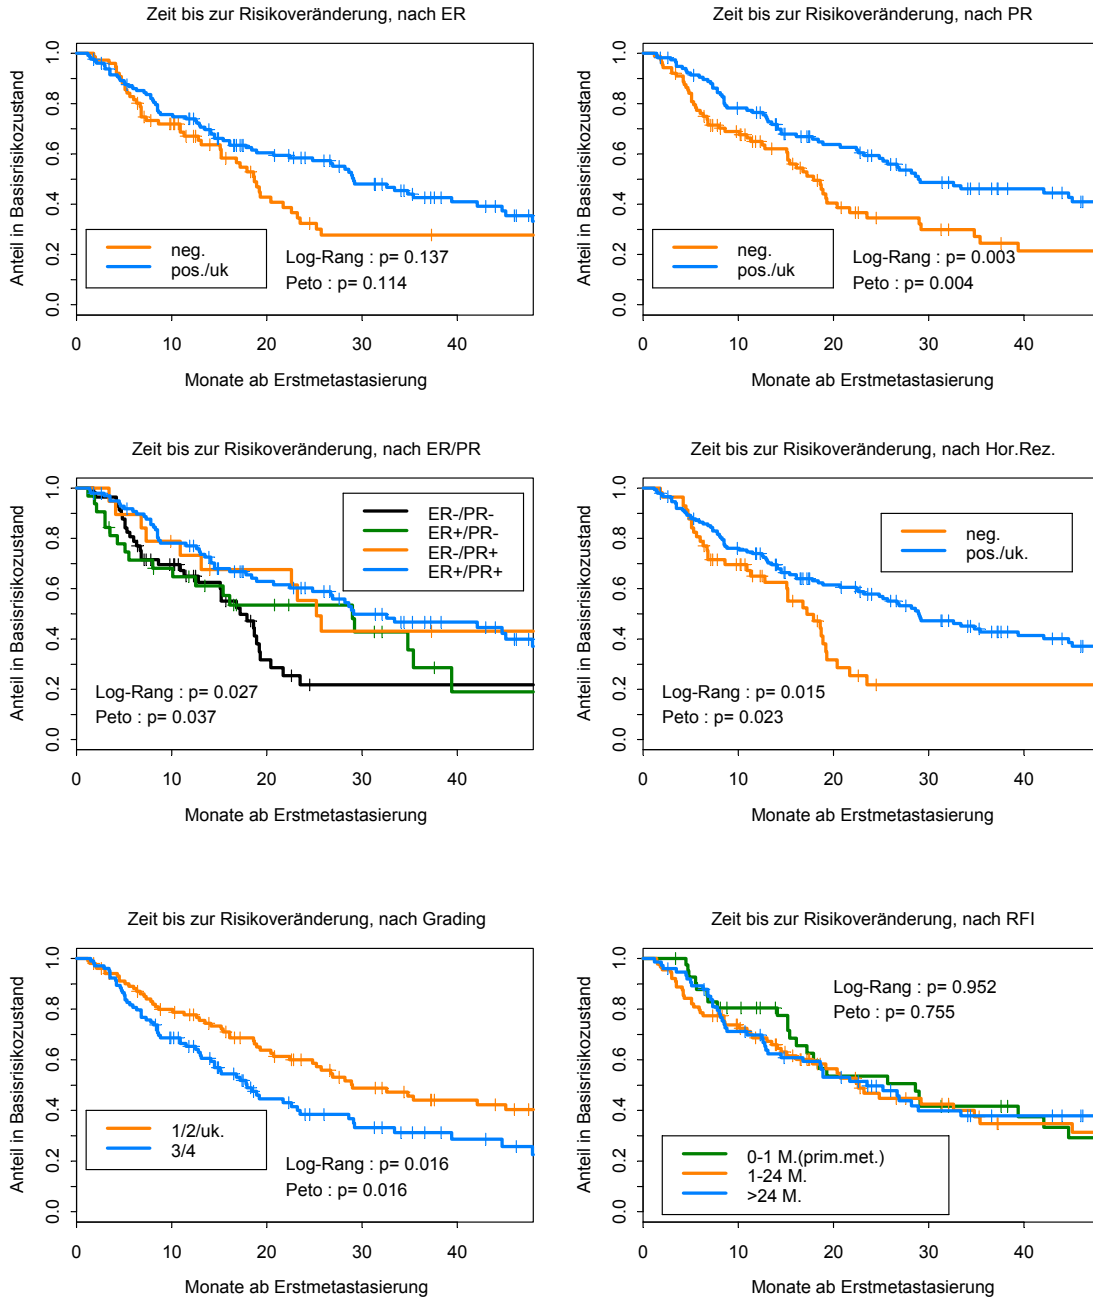 Zeit bis zur Risikoveränderung, nach ER
Anteil in Basisrisikozustand
1.0
0.8
0.6
0.4
0.2
0.0
neg.
pos./uk
Log-Rang : p= 0.137
Peto : p= 0.114
0 10 20 30 40
Monate ab Erstmetastasierung
Zeit bis zur Risikoveränderung, nach PR
Anteil in Basisrisikozustand
1.0
0.8
0.6
0.4
0.2
0.0
neg.
pos./uk
Log-Rang : p= 0.003
Peto : p= 0.004
0 10 20 30 40
Monate ab Erstmetastasierung
Zeit bis zur Risikoveränderung, nach ER/PR
Anteil in Basisrisikozustand
1.0
0.8
0.6
0.4
0.2
0.0
ER-/PR-
ER+/PR-
ER-/PR+
ER+/PR+
Log-Rang : p= 0.027
Peto : p= 0.037
0 10 20 30 40
Monate ab Erstmetastasierung
Zeit bis zur Risikoveränderung, nach Hor.Rez.
Anteil in Basisrisikozustand
1.0
0.8
0.6
0.4
0.2
0.0
neg.
pos./uk.
Log-Rang : p= 0.015
Peto : p= 0.023
0 10 20 30 40
Monate ab Erstmetastasierung
Zeit bis zur Risikoveränderung, nach Grading
Anteil in Basisrisikozustand
1.0
0.8
0.6
0.4
0.2
0.0
1/2/uk.
3/4
Log-Rang : p= 0.016
Peto : p= 0.016
0 10 20 30 40
Monate ab Erstmetastasierung
Zeit bis zur Risikoveränderung, nach RFI
Anteil in Basisrisikozustand
1.0
0.8
0.6
0.4
0.2
0.0
Log-Rang : p= 0.952
Peto : p= 0.755
0-1 M.(prim.met.)
1-24 M.
>24 M.
0 10 20 30 40
Monate ab Erstmetastasierung